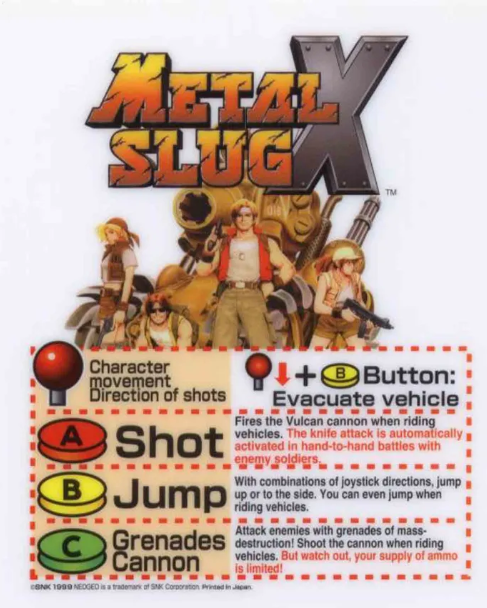 METAL
SLUG X
TM
Character
movement
Direction of shots
↓+B Button:
Evacuate vehicle
A Shot
Fires the Vulcan cannon when riding
vehicles. The knife attack is automatically
activated in hand-to-hand battles with
enemy soldiers.
B Jump
With combinations of joystick directions, jump
up or to the side. You can even jump when
riding vehicles.
C Grenades
Cannon
Attack enemies with grenades of mass-
destruction! Shoot the cannon when riding
vehicles. But watch out, your supply of ammo
is limited!
©SNK 1999 NEOGEO is a trademark of SNK Corporation. Printed in Japan.